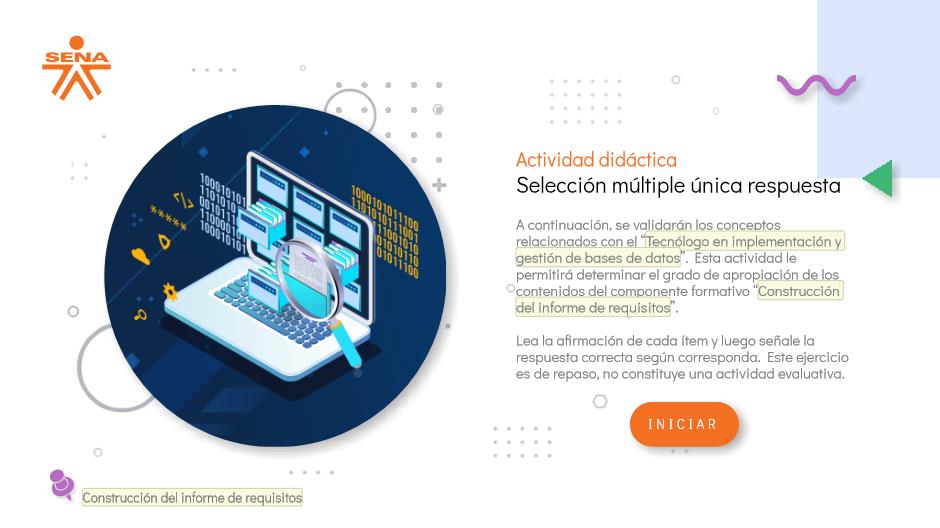 SENA
Actividad didáctica
Selección múltiple única respuesta
A continuación, se validarán los conceptos
relacionados con el “Tecnólogo en implementación y
gestión de bases de datos”. Esta actividad le
permitirá determinar el grado de apropiación de los
contenidos del componente formativo “Construcción
del informe de requisitos”.
Lea la afirmación de cada ítem y luego señale la
respuesta correcta según corresponda. Este ejercicio
es de repaso, no constituye una actividad evaluativa.
INICIAR
Construcción del informe de requisitos